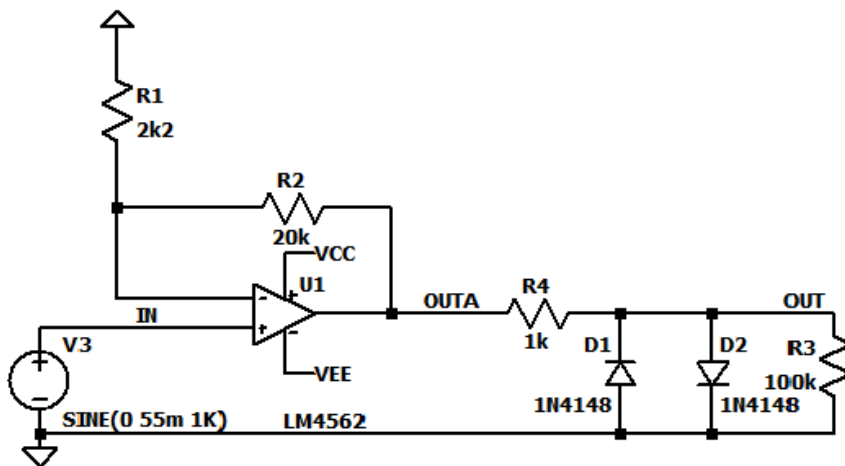 R1
2k2
R2
20k
VCC
U1
OUTA
R4
1k
OUT
IN
V3
VEE
D1
D2
R3
100k
1N4148
1N4148
SINE(0 55m 1K)
LM4562